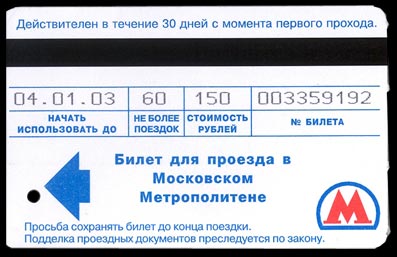 Действителен в течение 30 дней с момента первого прохода.
04.01.03 60 150 003359192
НАЧАТЬ ИСПОЛЬЗОВАТЬ ДО НЕ БОЛЕЕ ПОЕЗДОК СТОИМОСТЬ РУБЛЕЙ № БИЛЕТА
Билет для проезда в
Московском
Метрополитене
М
Просьба сохранять билет до конца поездки.
Подделка проездных документов преследуется по закону.